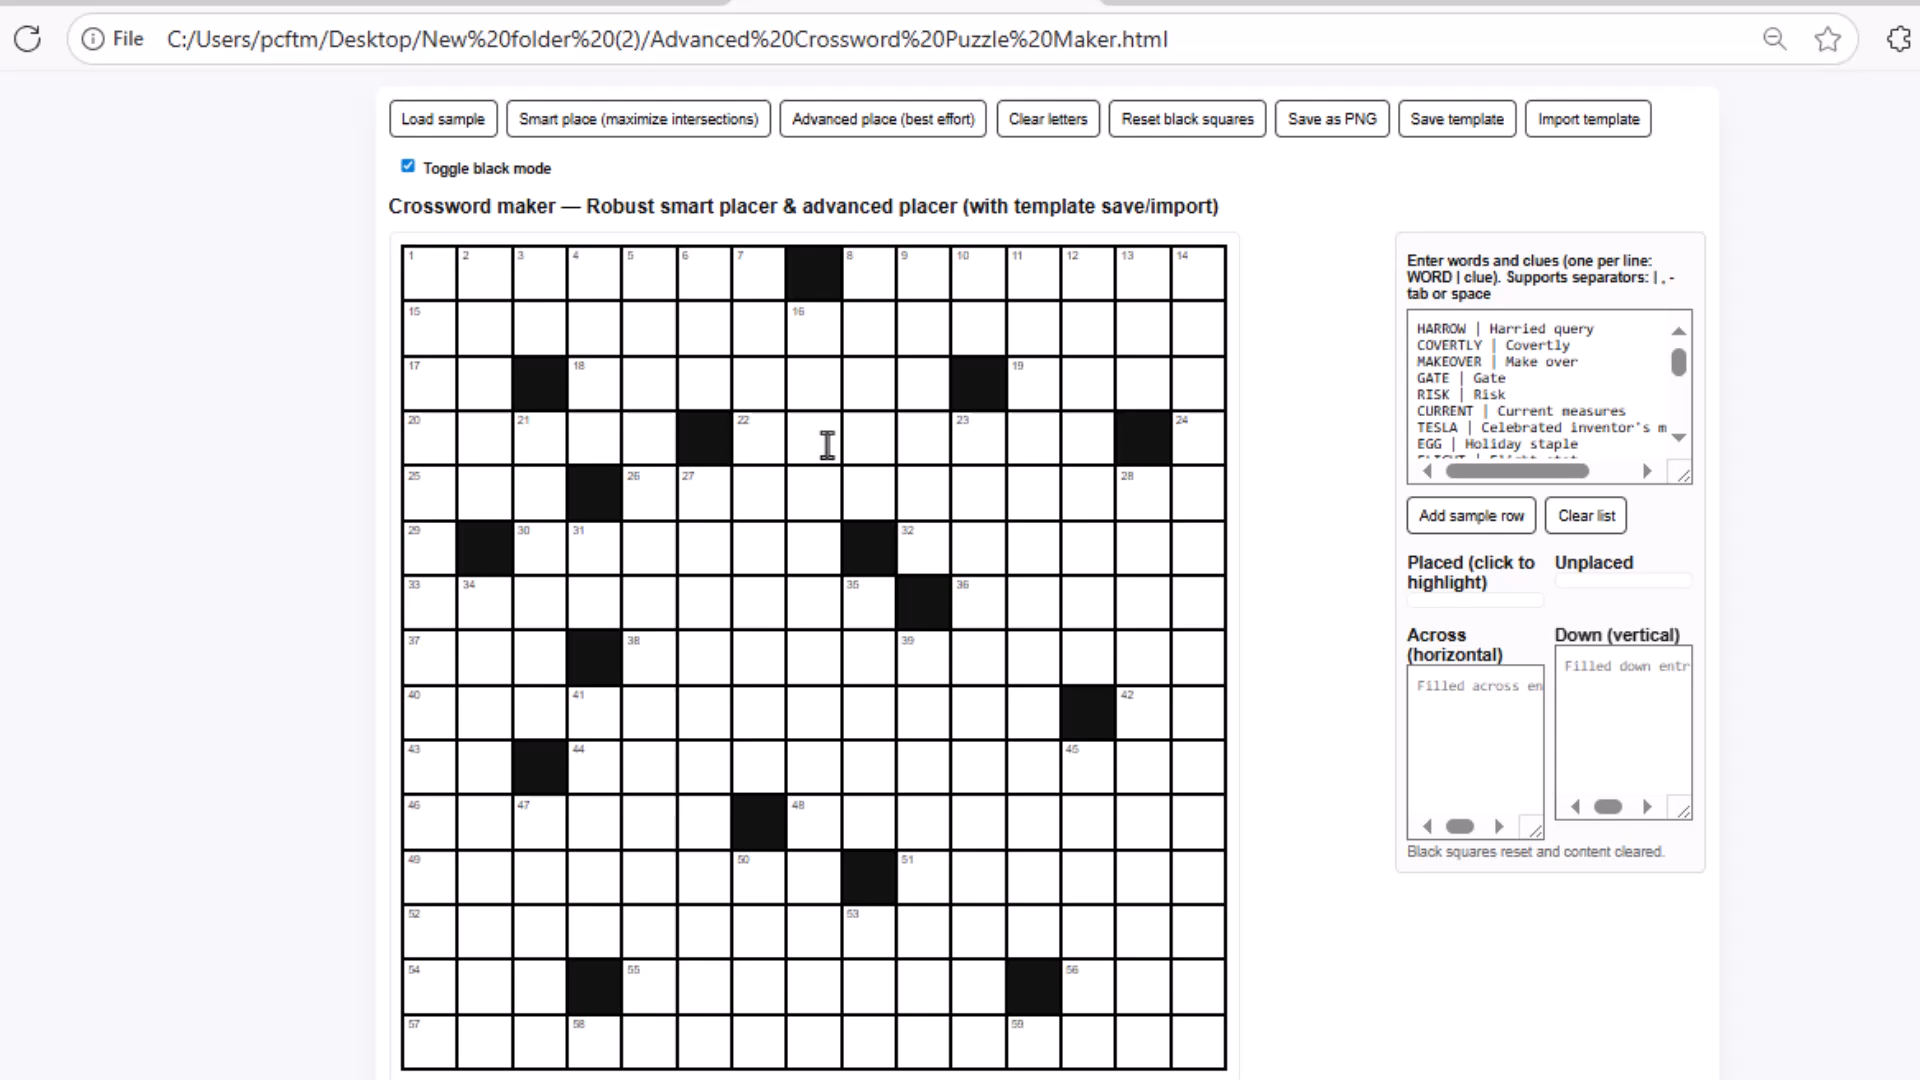 File C:/Users/pcftm/Desktop/New%20folder%20(2)/Advanced%20Crossword%20Puzzle%20Maker.html
Load sample Smart place (maximize intersections) Advanced place (best effort) Clear letters Reset black squares Save as PNG Save template Import template
Toggle black mode
Crossword maker — Robust smart placer & advanced placer (with template save/import)
1 2 3 4 5 6 7 8 9 10 11 12 13 14
15 16
17 18 19
20 21 22 23 24
25 26 27 28
29 30 31 32
33 34 35 36
37 38 39
40 41 42
43 44 45
46 47 48
49 50 51
52 53
54 55 56
57 58 59
Enter words and clues (one per line:
WORD | clue). Supports separators: | , -
tab or space
HARROW | Harried query
COVERTLY | Covertly
MAKEOVER | Make over
GATE | Gate
RISK | Risk
CURRENT | Current measures
TESLA | Celebrated inventor's m
EGG | Holiday staple
Add sample row Clear list
Placed (click to
highlight)
Unplaced
Across
(horizontal)
Filled across en
Down (vertical)
Filled down entr
Black squares reset and content cleared.